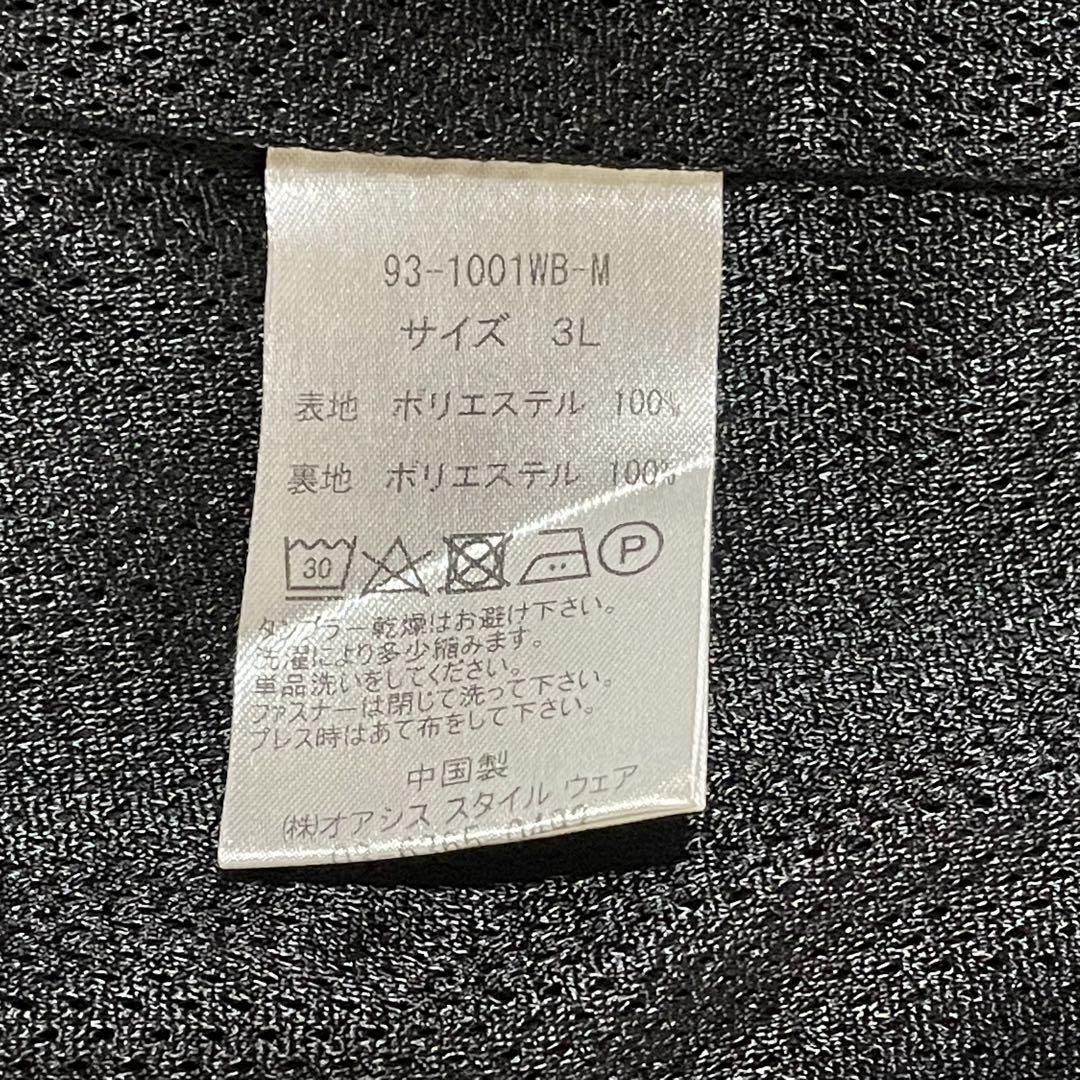 93-1001WB-M
サイズ 3L
表地 ポリエステル 100%
裏地 ポリエステル 100%
30 P
タンブラー乾燥はお避け下さい。
洗濯により多少縮みます。
単品洗いをしてください。
ファスナーは閉じて洗って下さい。
プレス時はあて布をして下さい。
中国製
(株)オアシス スタイル ウェア